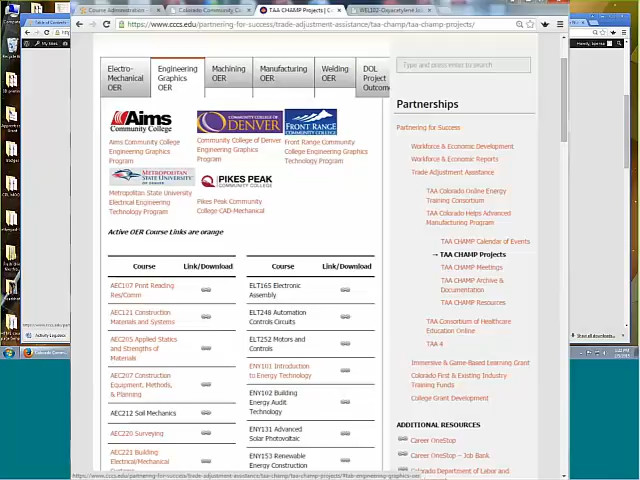 Course Administration
Colorado Community C
TAA CHAMP Projects | C
WEL102-Oxyacetylene J
https://www.cccs.edu/partnering-for-success/trade-adjustment-assistance/taa-champ/taa-champ-projects/
Electro-
Mechanical
OER
Engineering
Graphics
OER
Machining
OER
Manufacturing
OER
Welding
OER
DOL
Project
Outcome
Type and press enter to search
Aims
Community College
COMMUNITY COLLEGE OF
DENVER
FRONT RANGE
COMMUNITY COLLEGE
Aims Community College
Engineering Graphics
Program
Community College of Denver
Engineering Graphics
Program
Front Range Community
College Engineering Graphics
Technology Program
METROPOLITAN
STATE UNIVERSITY
OF DENVER
PIKES PEAK
COMMUNITY COLLEGE
Metropolitan State University
Electrical Engineering
Technology Program
Pikes Peak Community
College CAD-Mechanical
Active OER Course Links are orange
Course Link/Download
AEC107 Print Reading
Res/Comm
AEC121 Construction
Materials and Systems
AEC205 Applied Statics
and Strengths of
Materials
AEC207 Construction
Equipment, Methods,
& Planning
AEC212 Soil Mechanics
AEC220 Surveying
AEC221 Building
Electrical/Mechanical
Course Link/Download
ELT165 Electronic
Assembly
ELT248 Automation
Controls Circuits
ELT252 Motors and
Controls
ENY101 Introduction
to Energy Technology
ENY102 Building
Energy Audit
Technology
ENY131 Advanced
Solar Photovoltaic
ENY153 Renewable
Energy Construction
Partnerships
Partnering for Success
Workforce & Economic Development
Workforce & Economic Reports
Trade Adjustment Assistance
TAA Colorado Online Energy
Training Consortium
TAA Colorado Helps Advanced
Manufacturing Program
TAA CHAMP Calendar of Events
→ TAA CHAMP Projects
TAA CHAMP Meetings
TAA CHAMP Archive &
Documentation
TAA CHAMP Resources
TAA Consortium of Healthcare
Education Online
TAA 4
Immersive & Game-Based Learning Grant
Colorado First & Existing Industry
Training Funds
College Grant Development
ADDITIONAL RESOURCES
Career OneStop
Career OneStop – Job Bank
Colorado Department of Labor and